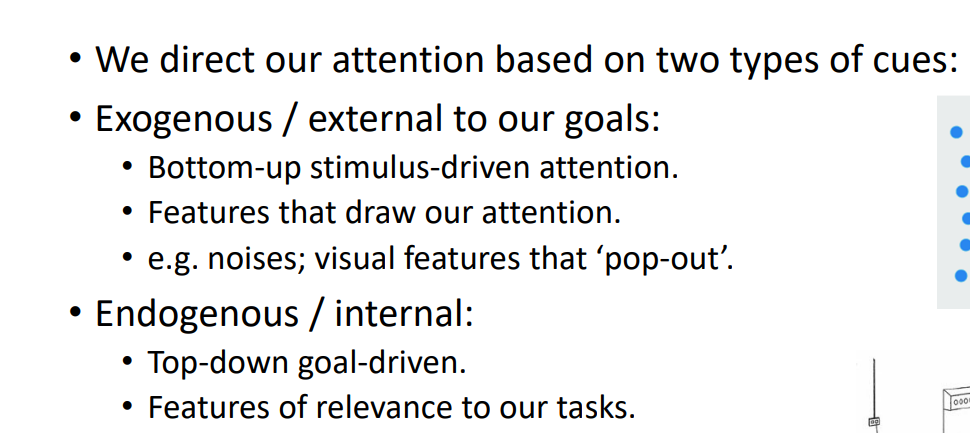 • We direct our attention based on two types of cues:
• Exogenous / external to our goals:
• Bottom-up stimulus-driven attention.
• Features that draw our attention.
• e.g. noises; visual features that ‘pop-out’.
• Endogenous / internal:
• Top-down goal-driven.
• Features of relevance to our tasks.